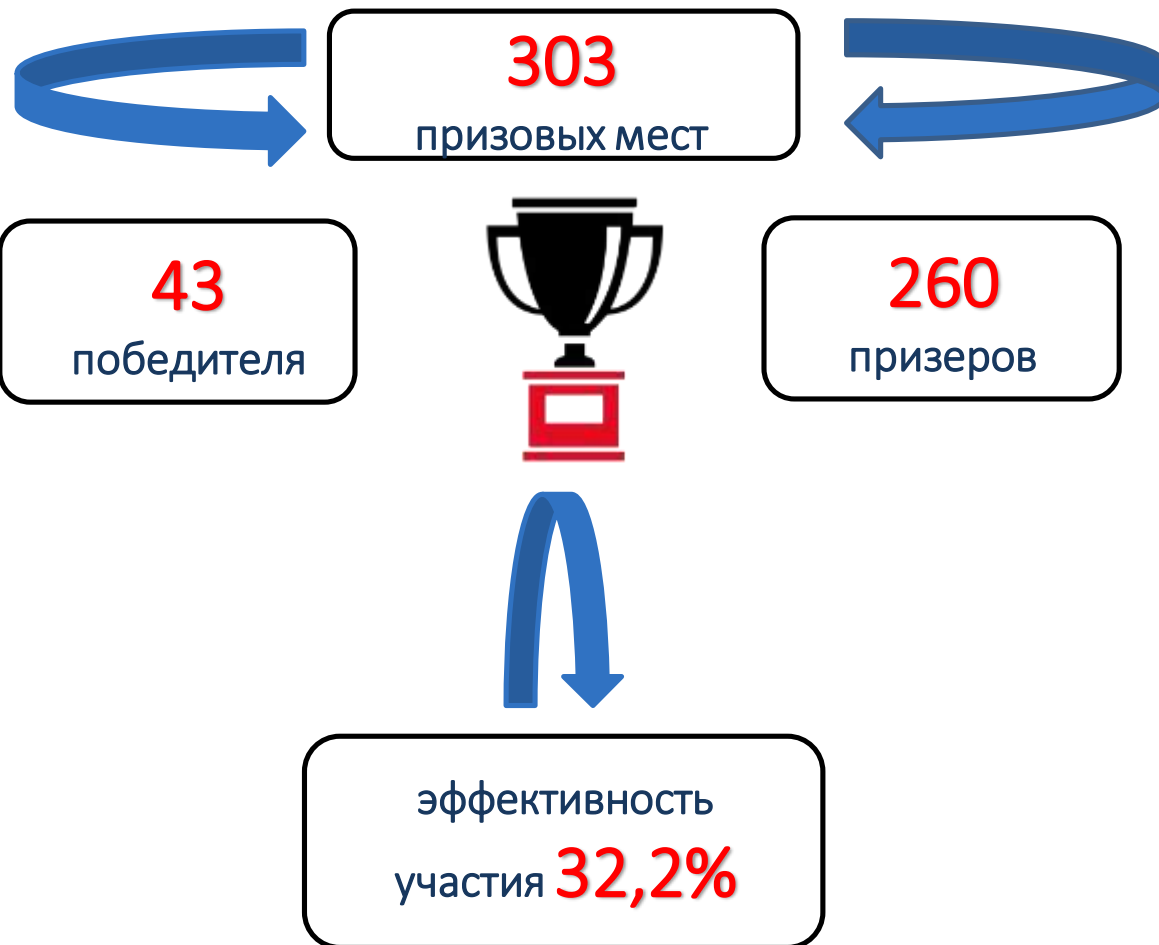 303
призовых мест
43
победителя
260
призеров
эффективность
участия 32,2%